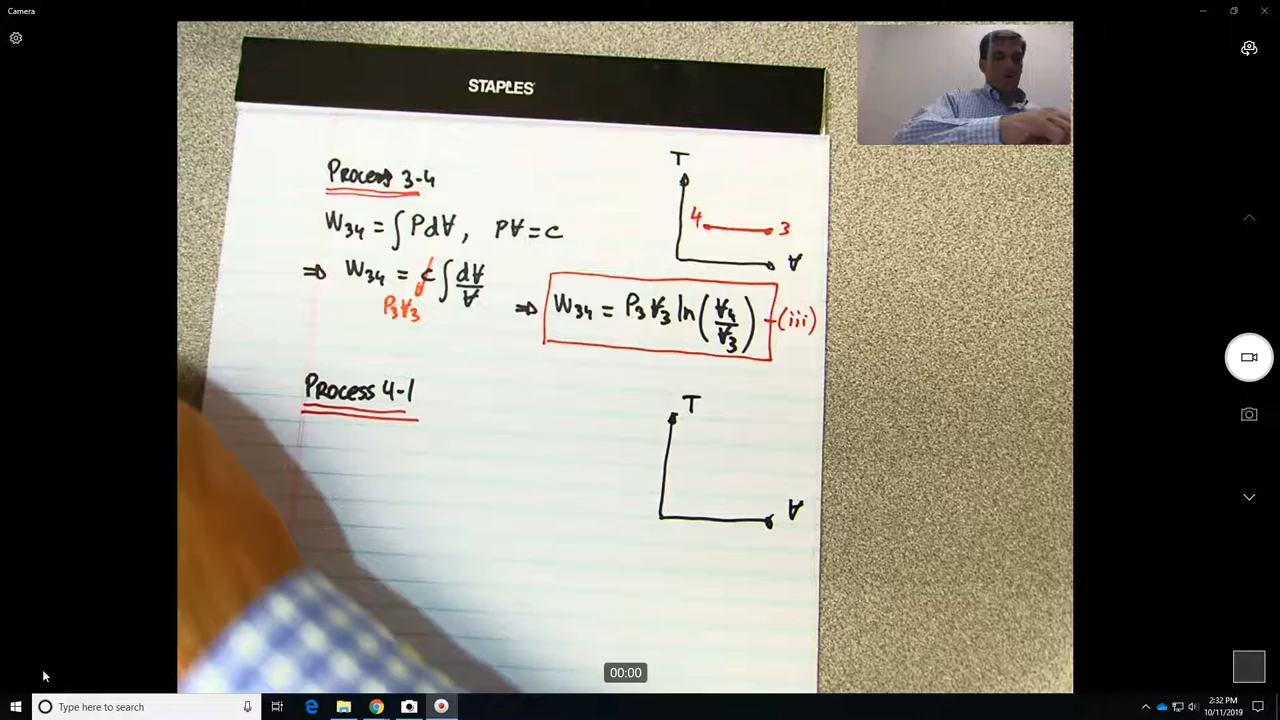 Camera
STAPLES
Process 3-4
T
W₃₄ = ∫ PdV, PV = c
4 3
V
⇒ W₃₄ = c ∫ dV/V
P₃V₃
⇒ W₃₄ = P₃V₃ ln(V₄/V₃) - (iii)
Process 4-1
T
V
00:00
Type here to search
2:32 PM
10/11/2019